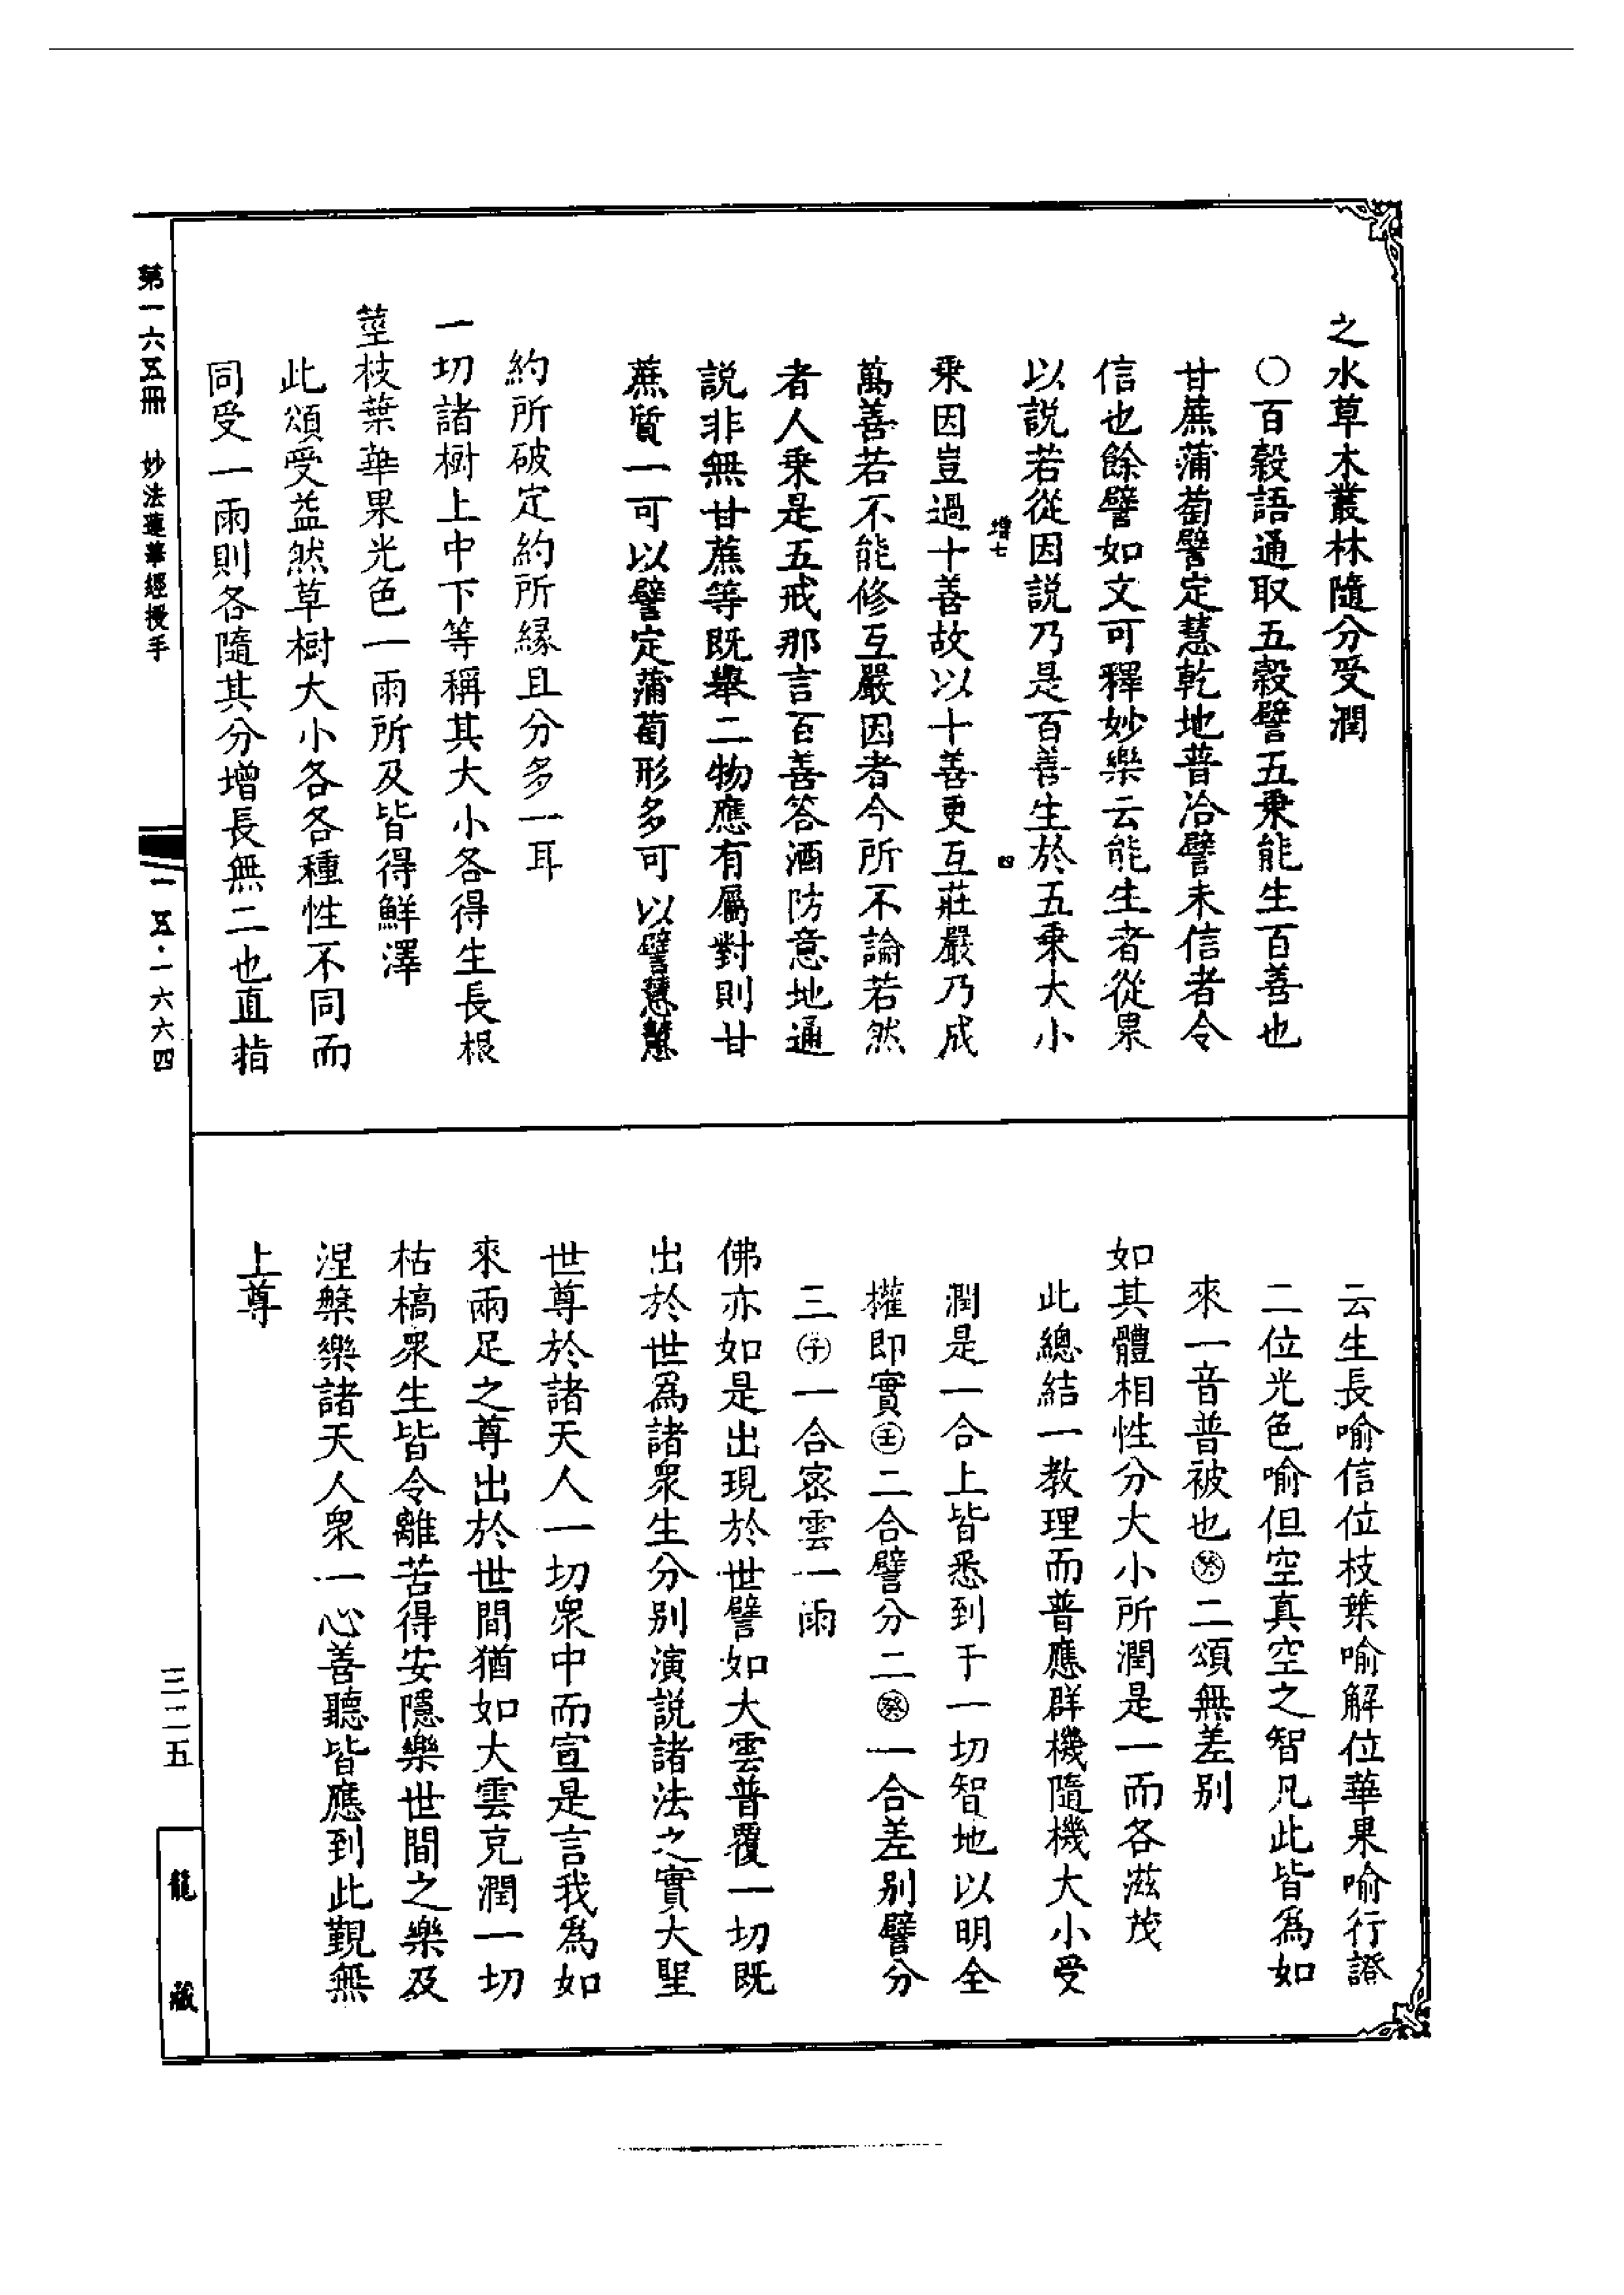 之水草木叢林隨分受潤
〇百穀語通取五穀譬五乘能生百善也
甘蔗蒲萄譬定慧乾地普洽譬未信者令
信也餘譬如文可釋妙樂云能生者從果
以説若從因説乃是百善生於五乘大小
增七
四
乘因豈過十善故以十善更互莊嚴乃成
萬善若不能修互嚴因者今所不論若然
者人乘是五戒那言百善答酒防意地通
説非無甘蔗等既舉二物應有屬對則甘
蔗質一可以譬定蒲萄形多可以譬慧慧
約所破定約所緣且分多一耳
一切諸樹上中下等稱其大小各得生長根
莖枝葉華果光色一雨所及皆得鮮澤
此頌受益然草樹大小各各種性不同而
同受一雨則各隨其分增長無二也直指
云生長喻信位枝葉喻解位華果喻行證
二位光色喻但空真空之智凡此皆爲如
來一音普被也㊋二頌無差别
如其體相性分大小所潤是一而各滋茂
此總結一教理而普應群機隨機大小受
潤是一合上皆悉到于一切智地以明全
權即實㊂二合譬分二㊋一合差别譬分
三㊀一合密雲一雨
佛亦如是出現於世譬如大雲普覆一切既
出於世爲諸衆生分别演説諸法之實大聖
世尊於諸天人一切衆中而宣是言我爲如
來兩足之尊出於世間猶如大雲充潤一切
枯槁衆生皆令離苦得安隱樂世間之樂及
涅槃樂諸天人衆一心善聽皆應到此覲無
上尊
第一六五冊　妙法蓮華經授手
一五·一六六四
三二五
龍藏